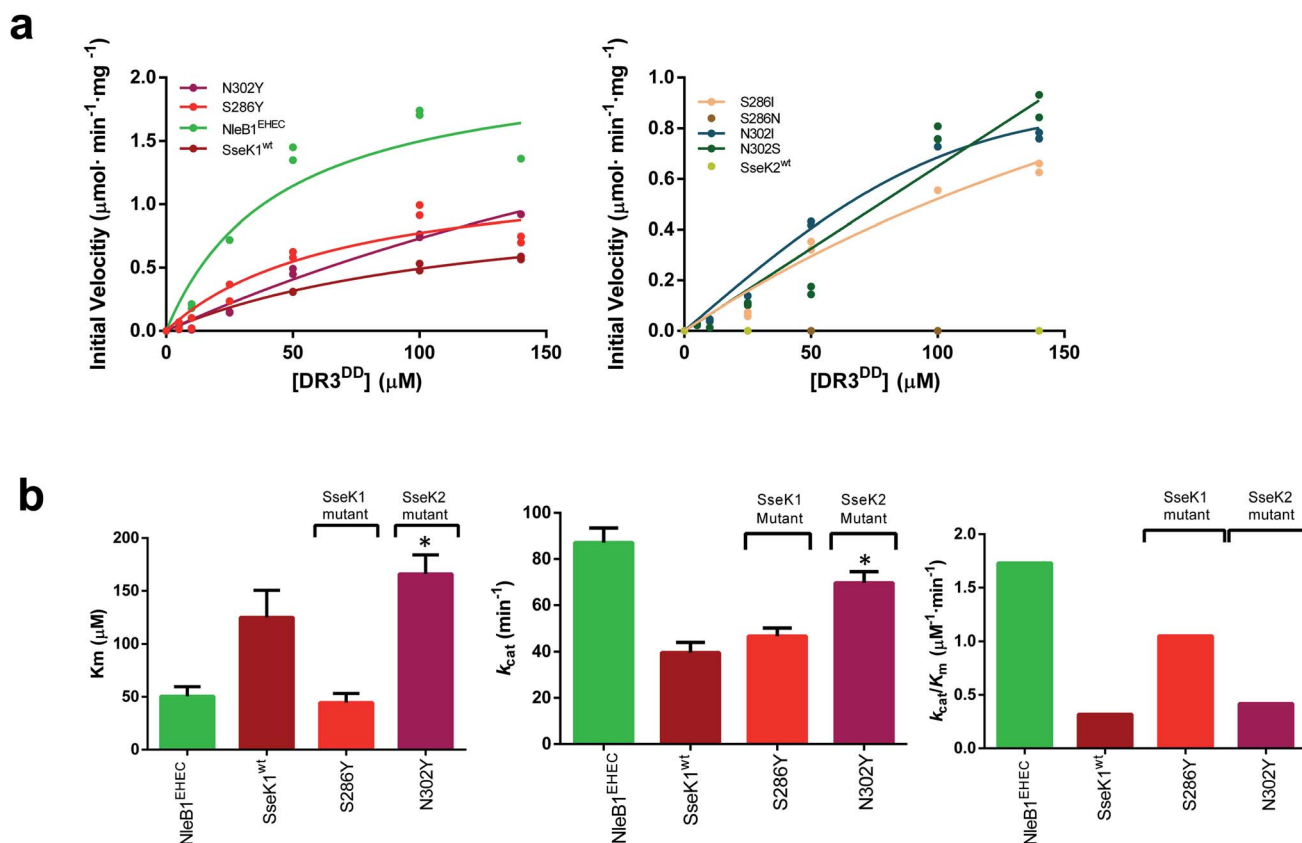 a
Initial Velocitiy (µmol· min⁻¹·mg ⁻¹)
2.0
1.5
1.0
0.5
0.0
N302Y
S286Y
NleB1ᴱᴴᴱᶜ
SseK1ʷᵗ
0
50
100
150
[DR3ᴰᴰ] (µM)
Initial Velocitiy (µmol· min⁻¹·mg ⁻¹)
1.0
0.8
0.6
0.4
0.2
0.0
S286I
S286N
N302I
N302S
SseK2ʷᵗ
0
50
100
150
[DR3ᴰᴰ] (µM)
b
SseK1
mutant
SseK2
mutant
*
Km (µM)
200
150
100
50
0
NleB1ᴱᴴᴱᶜ
SseK1ʷᵗ
S286Y
N302Y
SseK1
Mutant
SseK2
Mutant
*
kcat (min⁻¹)
100
80
60
40
20
0
NleB1ᴱᴴᴱᶜ
SseK1ʷᵗ
S286Y
N302Y
SseK1
mutant
SseK2
mutant
kcat/Km (µM⁻¹·min⁻¹)
2.0
1.5
1.0
0.5
0.0
NleB1ᴱᴴᴱᶜ
SseK1ʷᵗ
S286Y
N302Y